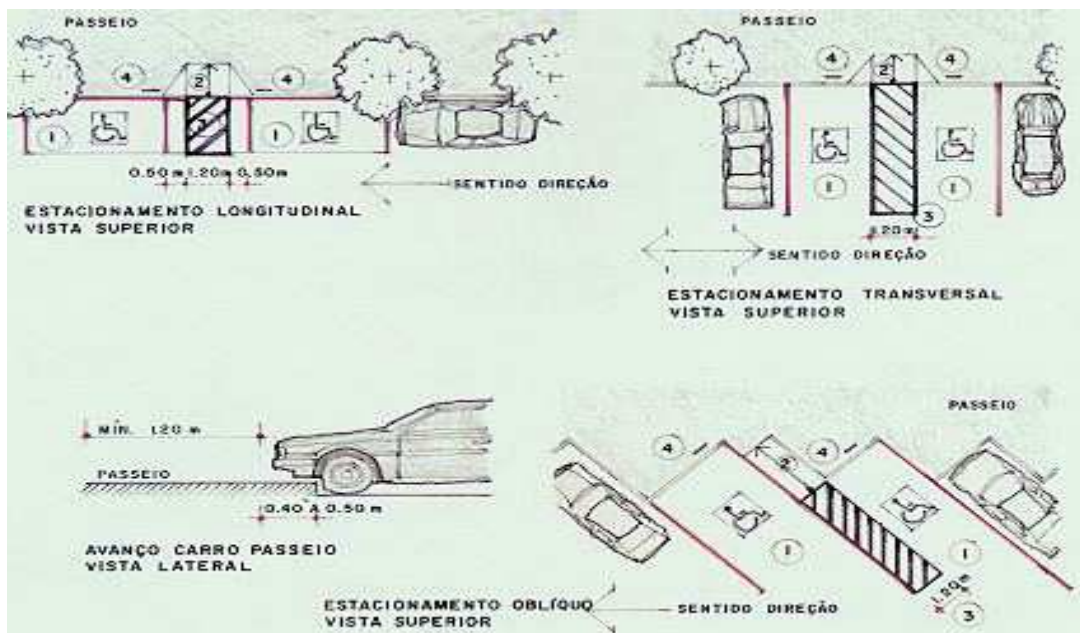 PASSEIO
4
2
4
1
1
0.50 m 1.20m 0.50m
SENTIDO DIREÇÃO
ESTACIONAMENTO LONGITUDINAL
VISTA SUPERIOR
PASSEIO
4
2
4
1
1
3
1.20 m
SENTIDO DIREÇÃO
ESTACIONAMENTO TRANSVERSAL
VISTA SUPERIOR
MÍN. 1.20 m
PASSEIO
0.40 A 0.50 m
AVANÇO CARRO PASSEIO
VISTA LATERAL
PASSEIO
4
2
4
1
1
1.20 m
3
ESTACIONAMENTO OBLÍQUO
VISTA SUPERIOR
SENTIDO DIREÇÃO